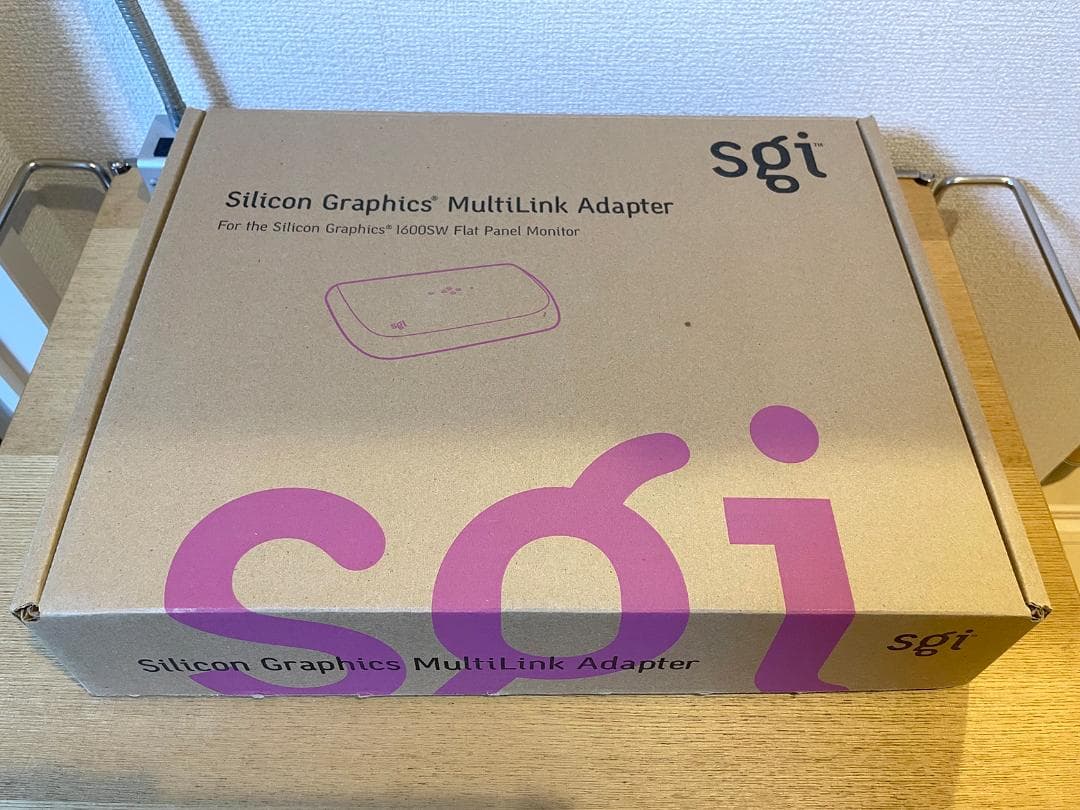 sgi™
Silicon Graphics® MultiLink Adapter
For the Silicon Graphics® 1600SW Flat Panel Monitor
sgi
sgi
Silicon Graphics MultiLink Adapter
sgi